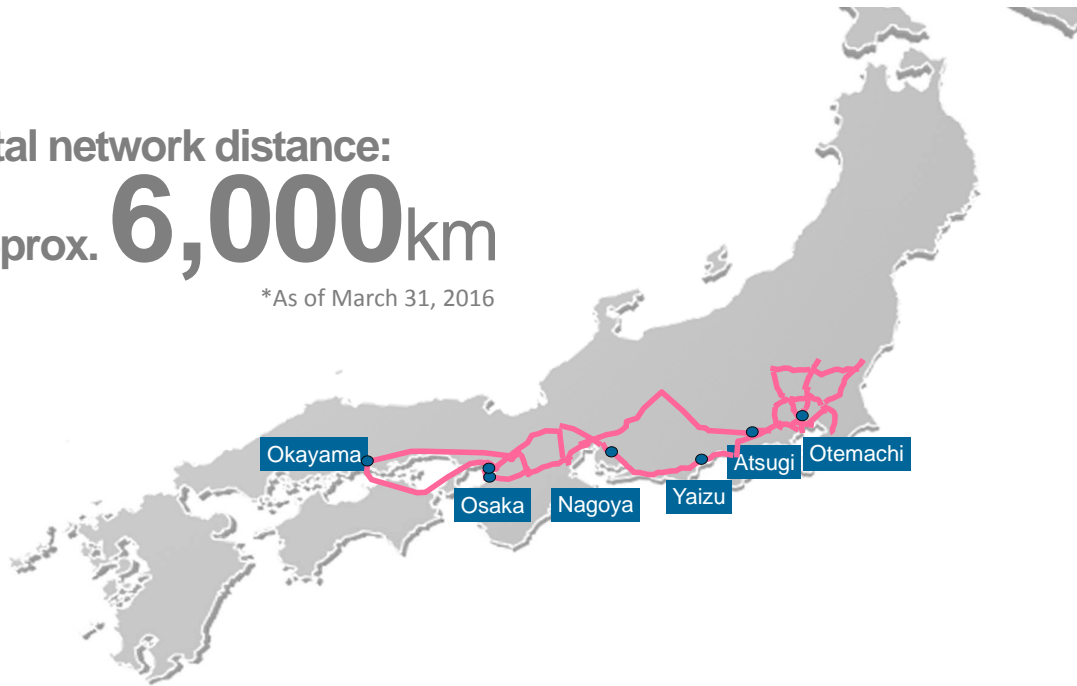 tal network distance:
prox. 6,000km
*As of March 31, 2016
Okayama
Otemachi
Atsugi
Yaizu
Osaka
Nagoya